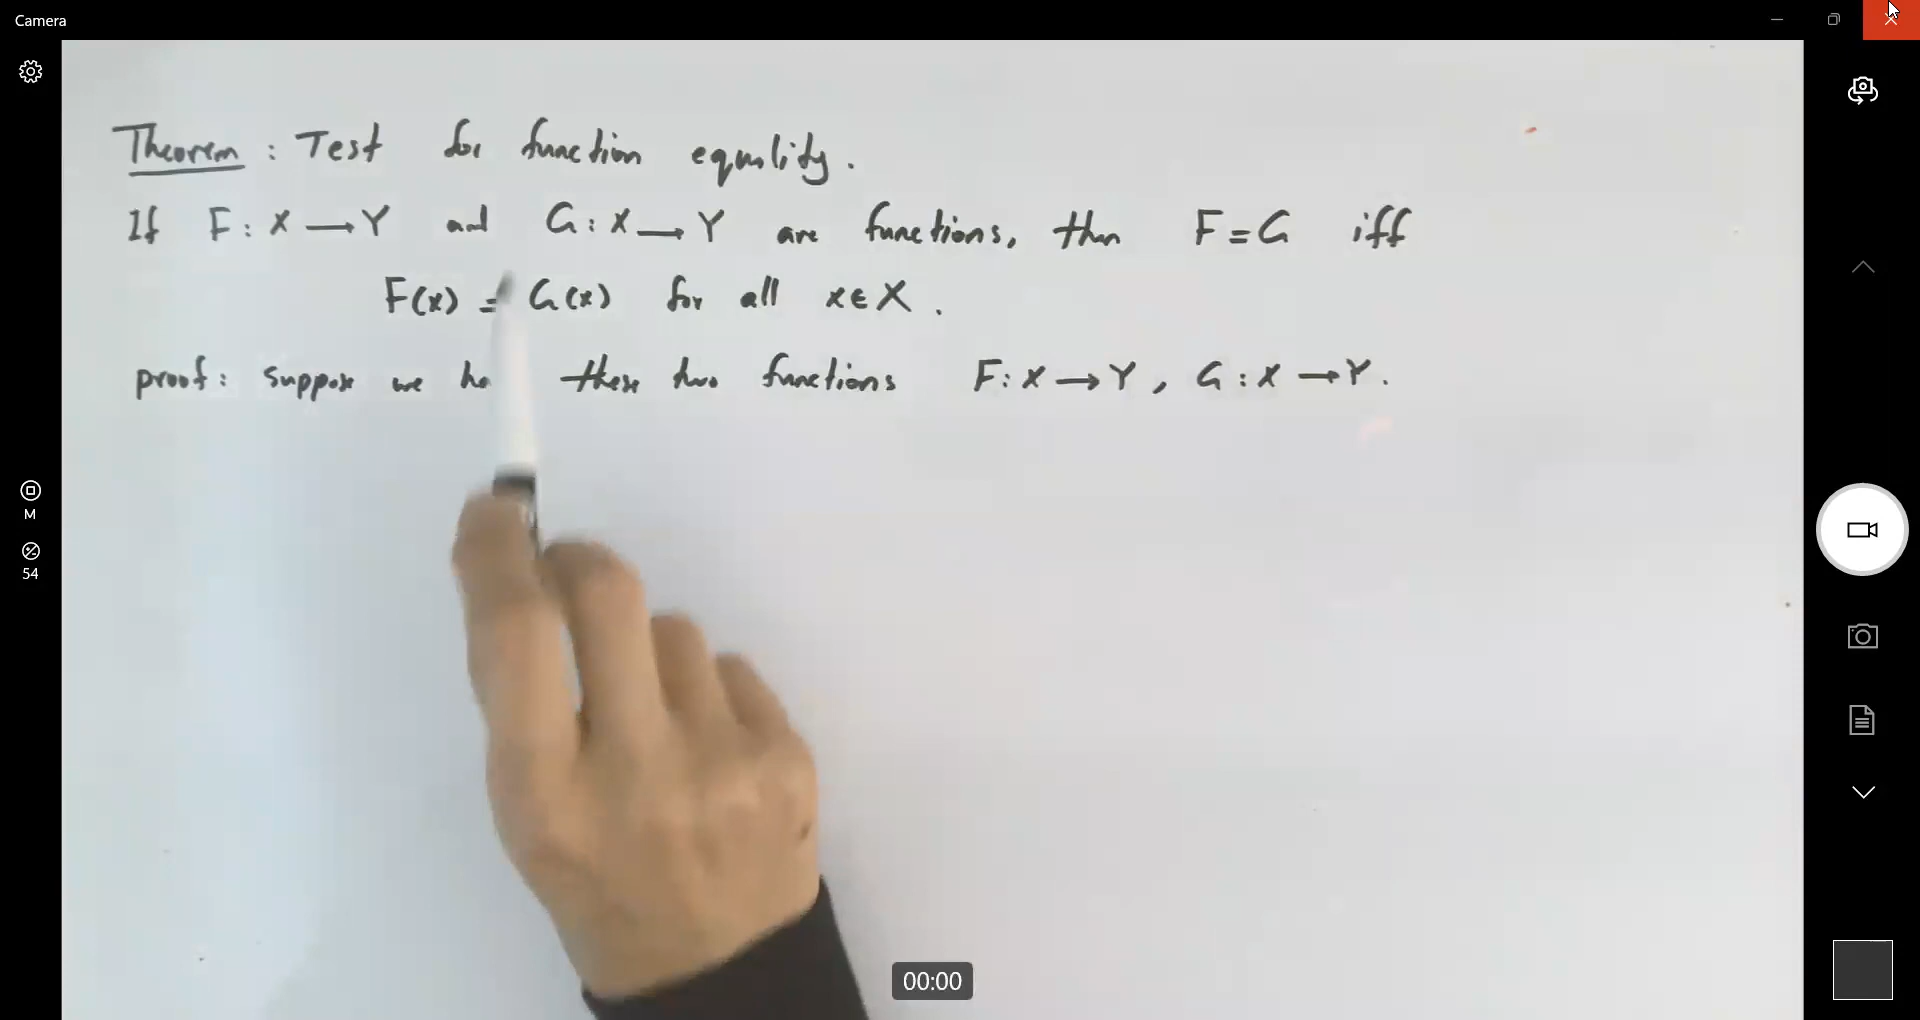 Camera
Theorem : Test for function equality.
If F : X → Y and G : X → Y are functions, then F = G iff
F(x) = G(x) for all x ∈ X .
proof : Suppose we ha these two functions F : X → Y , G : X → Y .
M
54
00:00